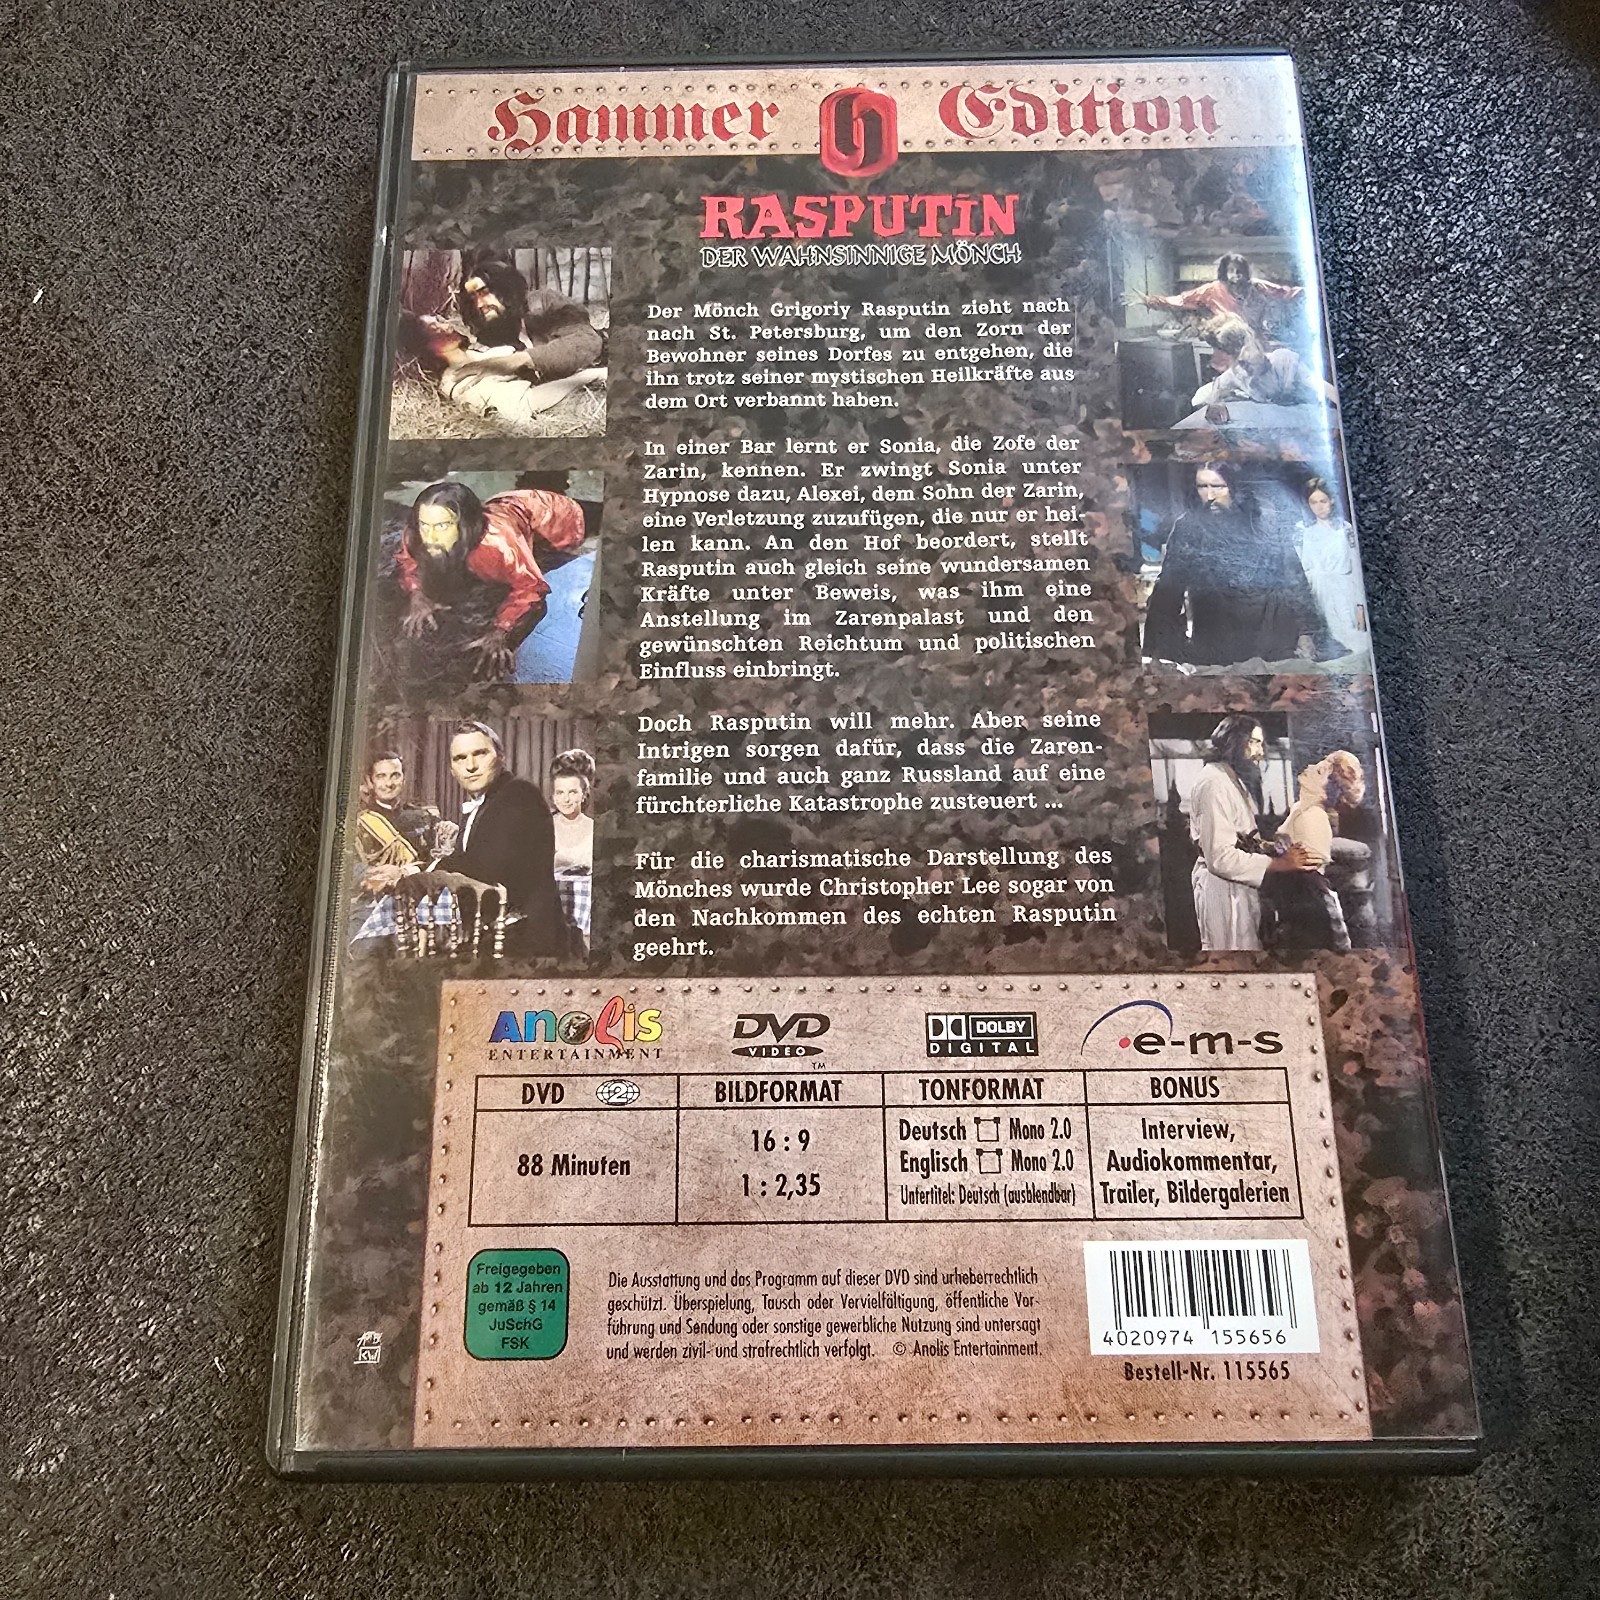 Hammer Edition
RASPUTIN
DER WAHNSINNIGE MÖNCH
Der Mönch Grigoriy Rasputin zieht nach
nach St. Petersburg, um den Zorn der
Bewohner seines Dorfes zu entgehen, die
ihn trotz seiner mystischen Heilkräfte aus
dem Ort verbannt haben.
In einer Bar lernt er Sonia, die Zofe der
Zarin, kennen. Er zwingt Sonia unter
Hypnose dazu, Alexei, dem Sohn der Zarin,
eine Verletzung zuzufügen, die nur er hei-
len kann. An den Hof beordert, stellt
Rasputin auch gleich seine wundersamen
Kräfte unter Beweis, was ihm eine
Anstellung im Zarenpalast und den
gewünschten Reichtum und politischen
Einfluss einbringt.
Doch Rasputin will mehr. Aber seine
Intrigen sorgen dafür, dass die Zaren-
familie und auch ganz Russland auf eine
fürchterliche Katastrophe zusteuert ...
Für die charismatische Darstellung des
Mönches wurde Christopher Lee sogar von
den Nachkommen des echten Rasputin
geehrt.
ANOLIS
ENTERTAINMENT
DVD
VIDEO
TM
DOLBY
DIGITAL
e-m-s
DVD 2
88 Minuten
BILDFORMAT
16 : 9
1 : 2,35
TONFORMAT
Deutsch Mono 2.0
Englisch Mono 2.0
Untertitel: Deutsch (ausblendbar)
BONUS
Interview,
Audiokommentar,
Trailer, Bildergalerien
Freigegeben
ab 12 Jahren
gemäß § 14
JuSchG
FSK
Die Ausstattung und das Programm auf dieser DVD sind urheberrechtlich
geschützt. Überspielung, Tausch oder Vervielfältigung, öffentliche Vor-
führung und Sendung oder sonstige gewerbliche Nutzung sind untersagt
und werden zivil- und strafrechtlich verfolgt. © Anolis Entertainment.
4020974 155656
Bestell-Nr. 115565